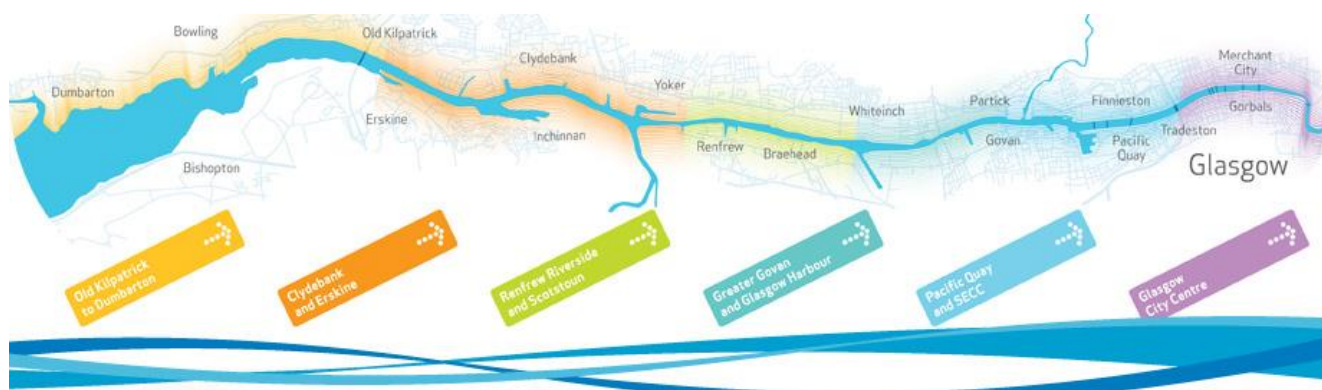 Bowling
Old Kilpatrick
Clydebank
Dumbarton
Yoker
Merchant
City
Partick
Finnieston
Whiteinch
Erskine
Inchinnan
Renfrew
Braehead
Govan
Pacific
Quay
Tradeston
Gorbals
Bishopton
Glasgow
Old Kilpatrick
to Dumbarton
Clydebank
and Erskine
Renfrew Riverside
and Scotstoun
Greater Govan
and Glasgow Harbour
Pacific Quay
and SECC
Glasgow
City Centre